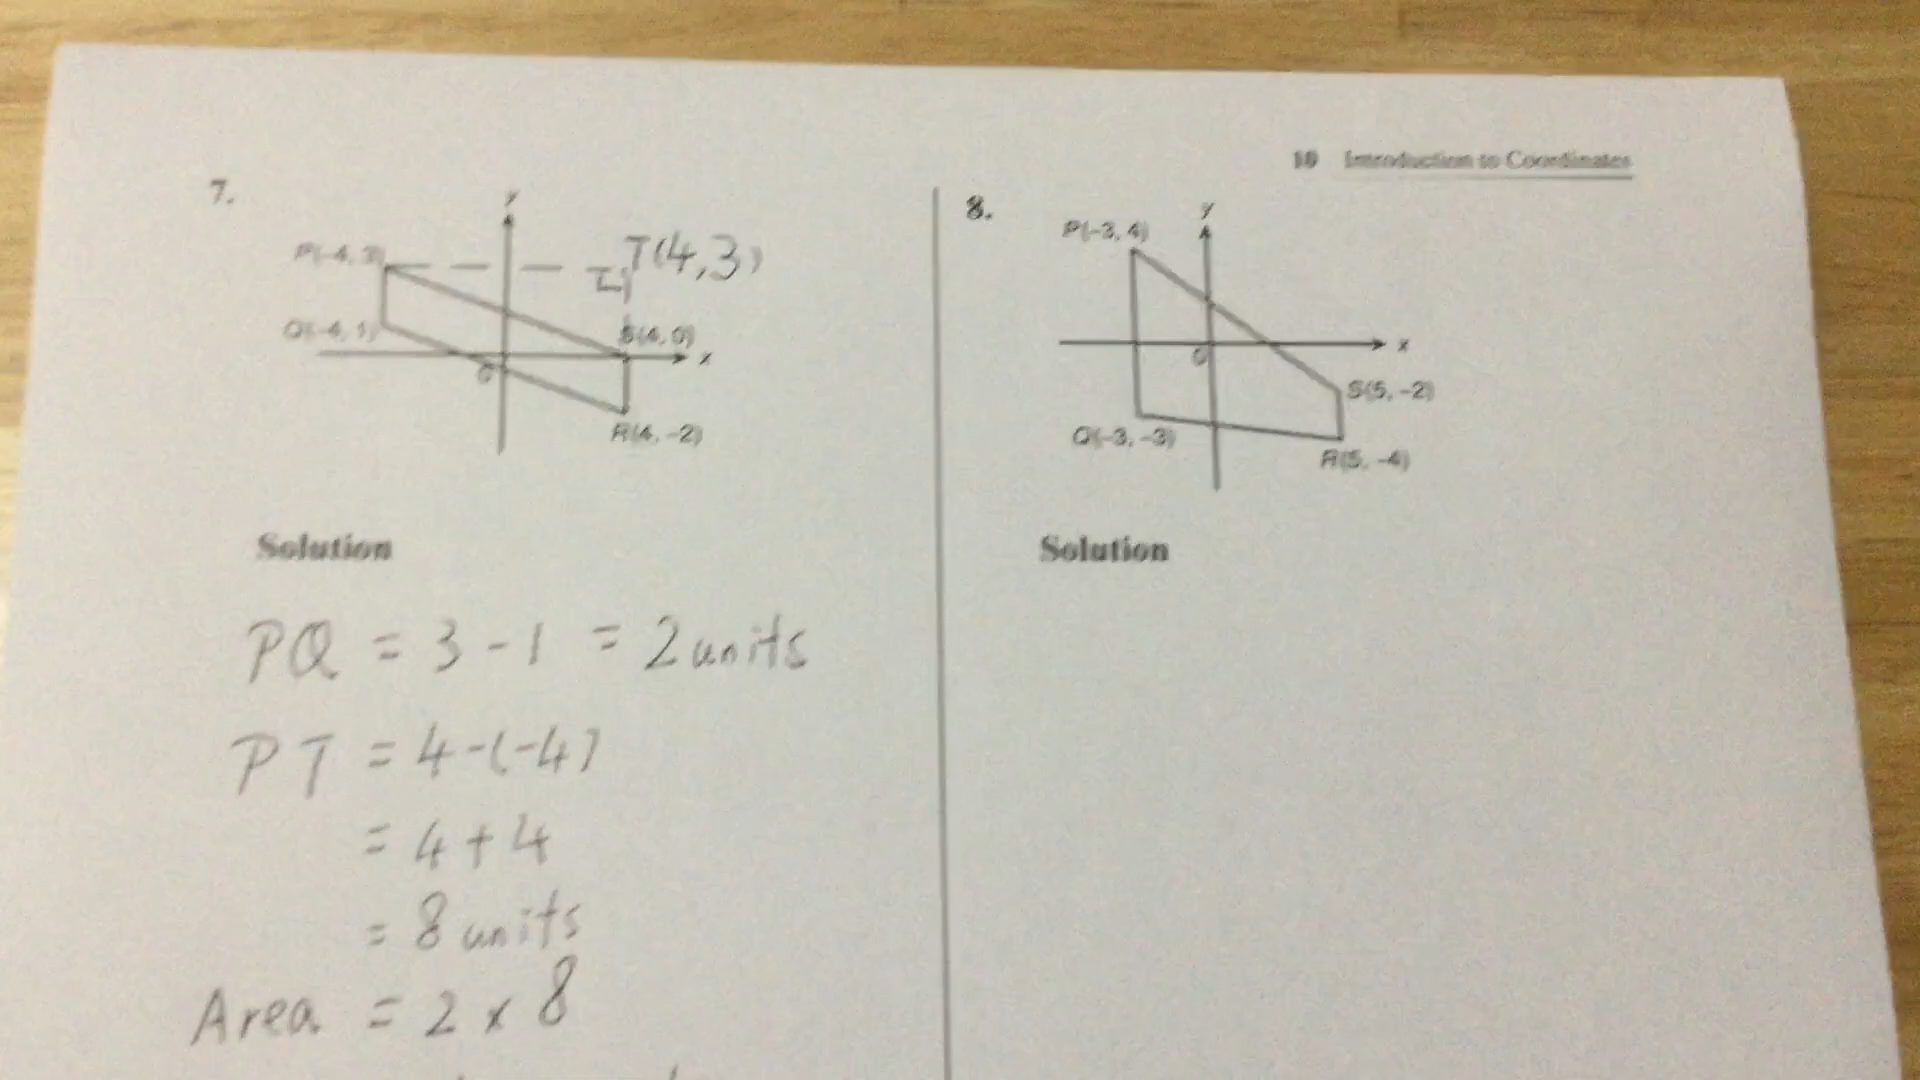 10 Introduction to Coordinates
7.
y
P(-4, 3)
T(4,3)
Q(-4, 1)
S(4, 0)
x
O
R(4, -2)
Solution
PQ = 3 - 1 = 2 units
PT = 4-(-4)
= 4 + 4
= 8 units
Area = 2 x 8
8.
y
P(-3, 4)
x
O
S(5, -2)
Q(-3, -3)
R(5, -4)
Solution